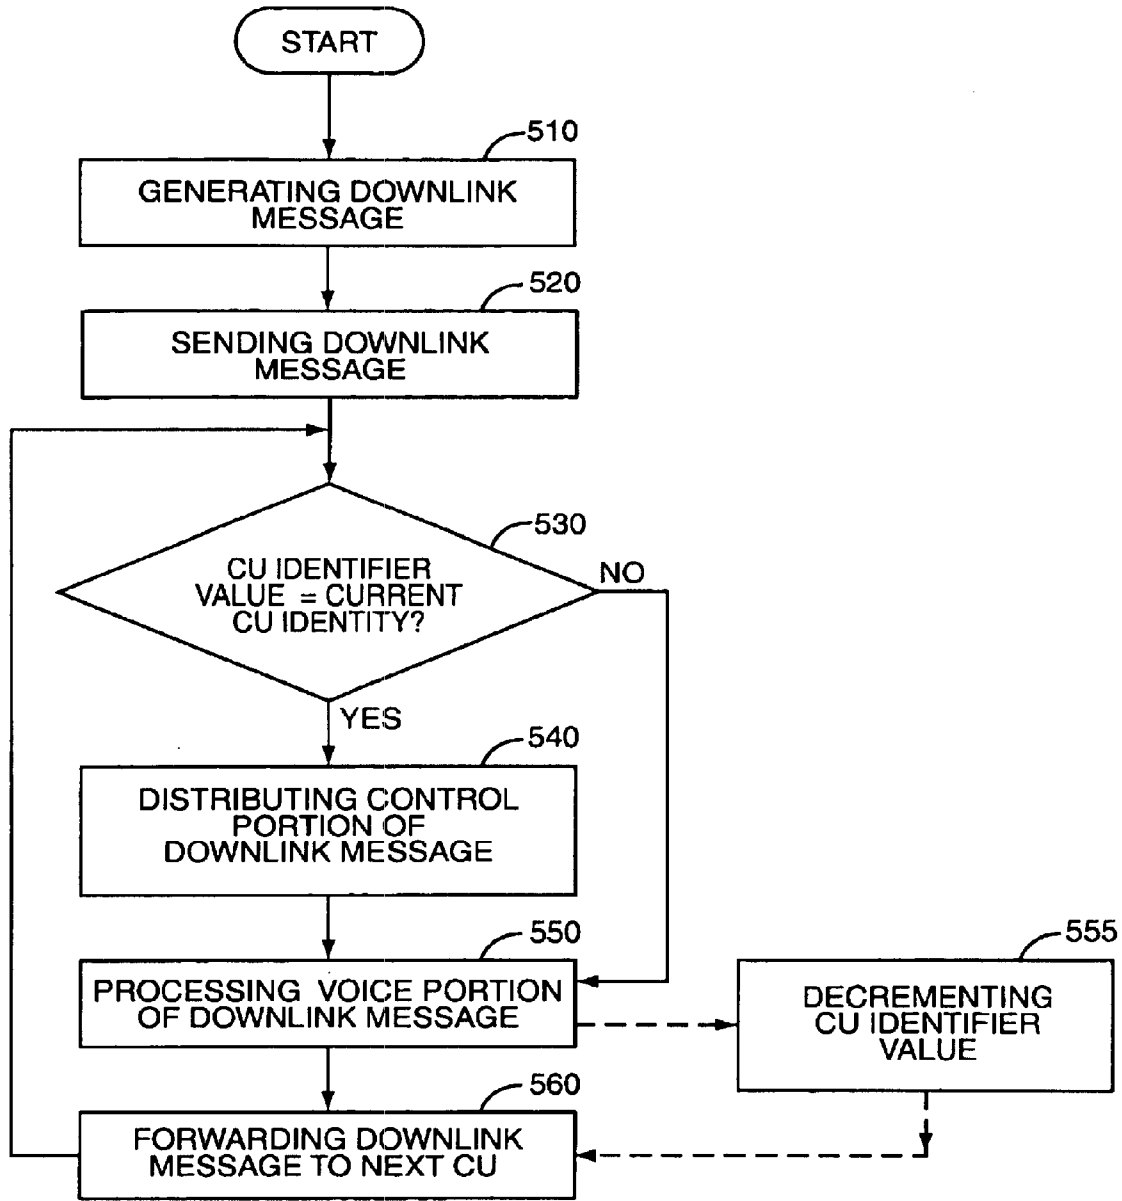 START
510
GENERATING DOWNLINK
MESSAGE
520
SENDING DOWNLINK
MESSAGE
530
CU IDENTIFIER
VALUE = CURRENT
CU IDENTITY?
NO
YES
540
DISTRIBUTING CONTROL
PORTION OF
DOWNLINK MESSAGE
550
PROCESSING VOICE PORTION
OF DOWNLINK MESSAGE
555
DECREMENTING
CU IDENTIFIER
VALUE
560
FORWARDING DOWNLINK
MESSAGE TO NEXT CU